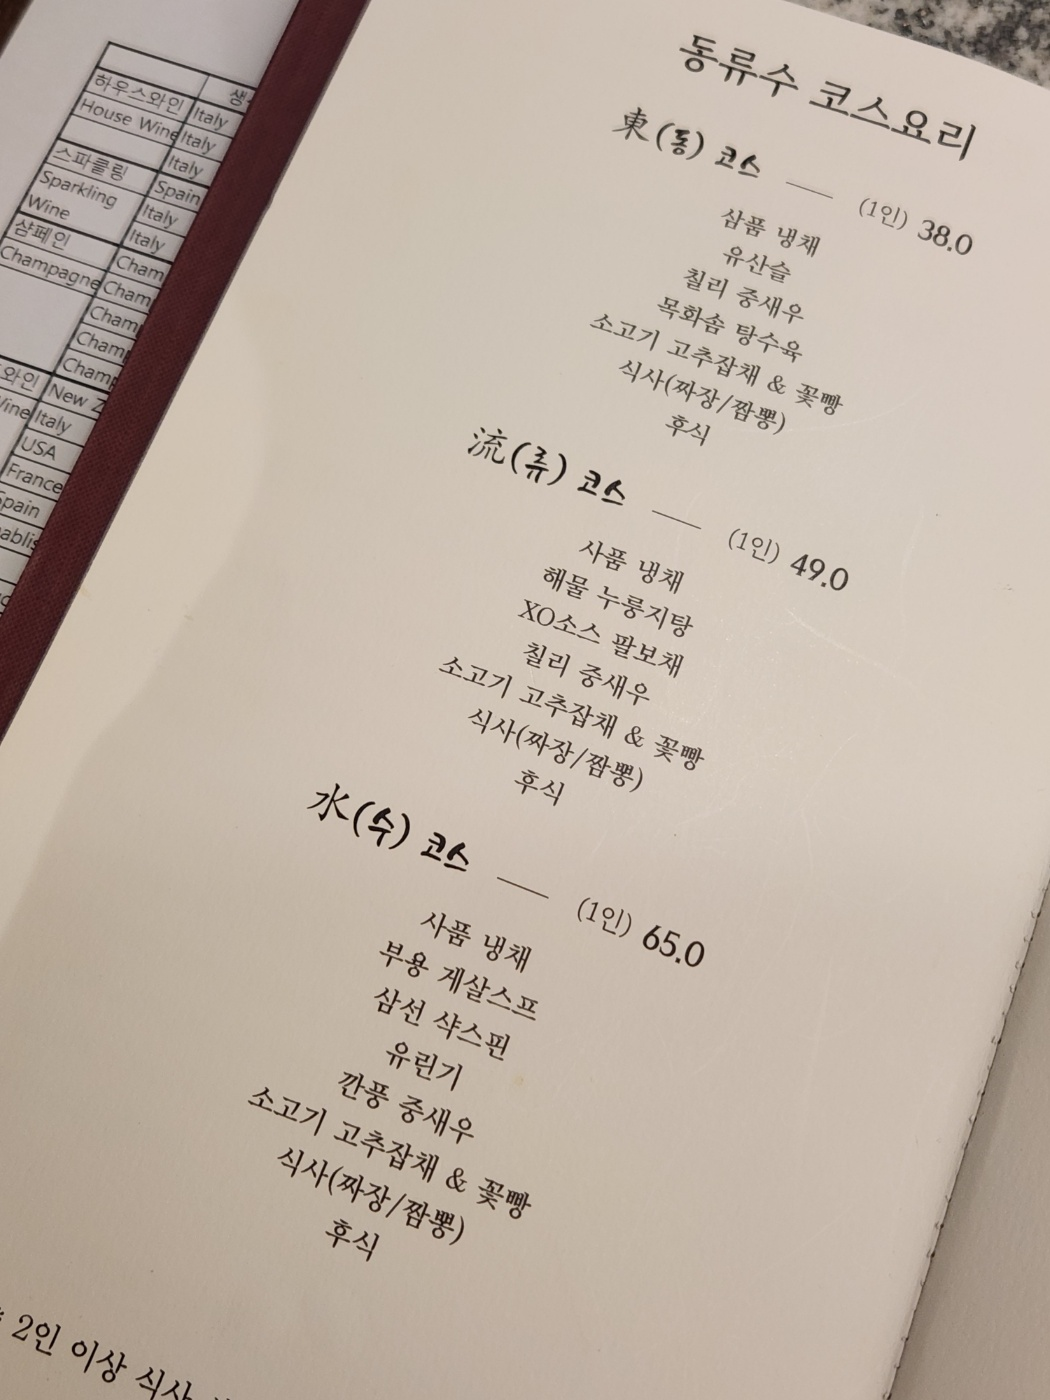 동류수 코스요리
東(동) 코스 (1인) 38.0
삼품 냉채
유산슬
칠리 중새우
목화솜 탕수육
소고기 고추잡채 & 꽃빵
식사(짜장/짬뽕)
후식
流(류) 코스 (1인) 49.0
사품 냉채
해물 누룽지탕
XO소스 팔보채
칠리 중새우
소고기 고추잡채 & 꽃빵
식사(짜장/짬뽕)
후식
水(수) 코스 (1인) 65.0
사품 냉채
부용 게살스프
삼선 샥스핀
유린기
깐풍 중새우
소고기 고추잡채 & 꽃빵
식사(짜장/짬뽕)
후식
2인 이상 식사
하우스와인
House Wine
Italy
Italy
Italy
스파클링
Sparkling
Wine
Spain
Italy
Italy
샴페인
Champagne
Cham
Cham
Cham
Cham
Cham
와인
New Z
Italy
USA
France
Spain